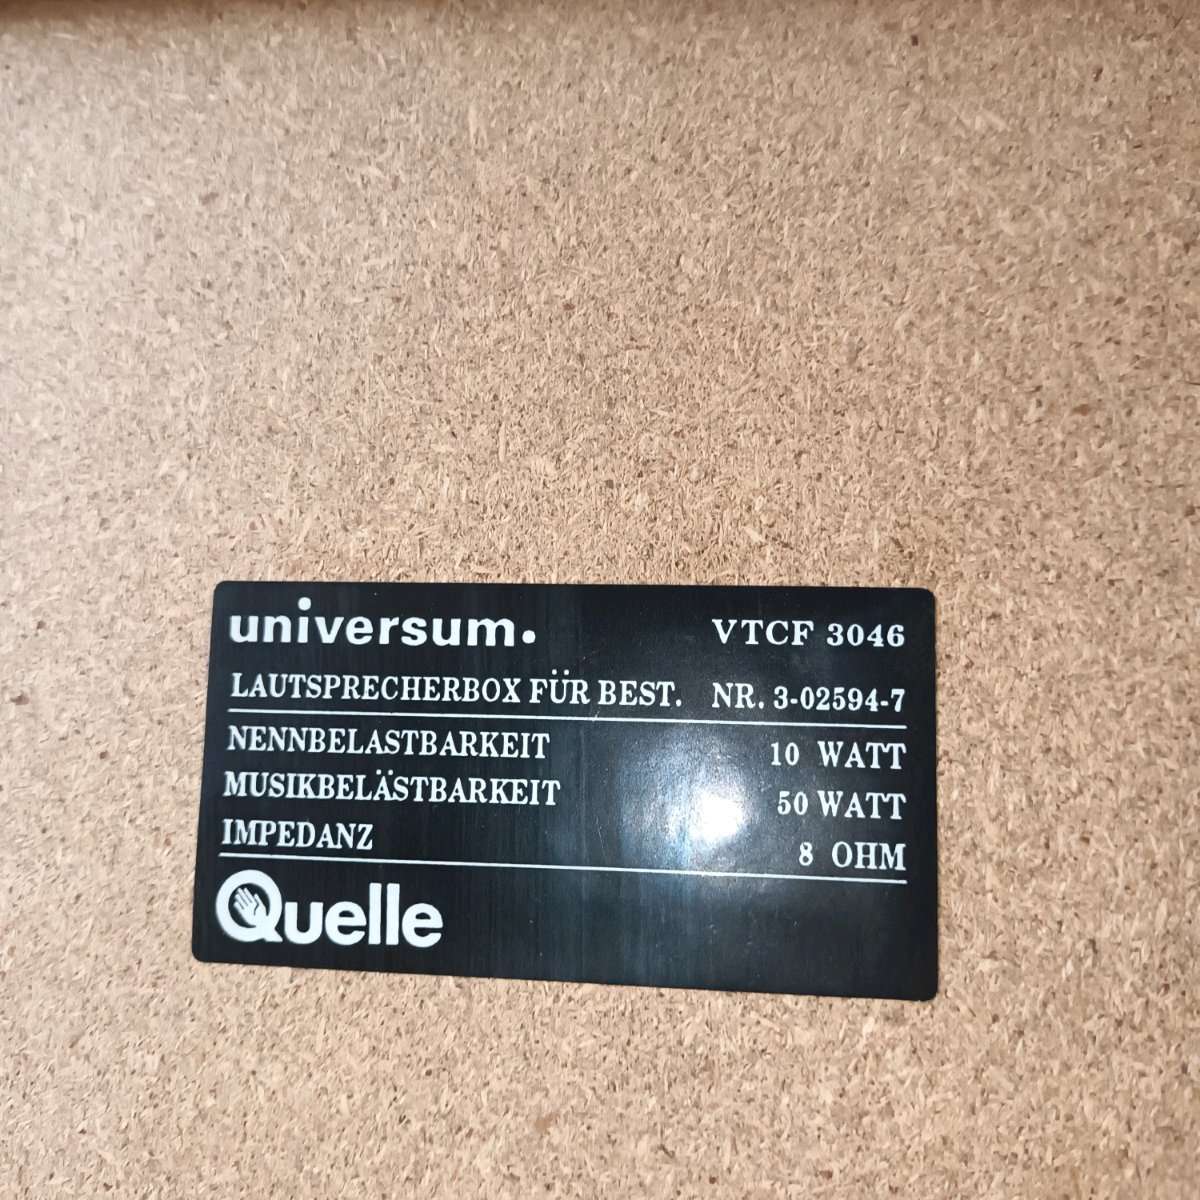 universum. VTCF 3046
LAUTSPRECHERBOX FÜR BEST. NR. 3-02594-7
NENNBELASTBARKEIT 10 WATT
MUSIKBELÄSTBARKEIT 50 WATT
IMPEDANZ 8 OHM
Quelle